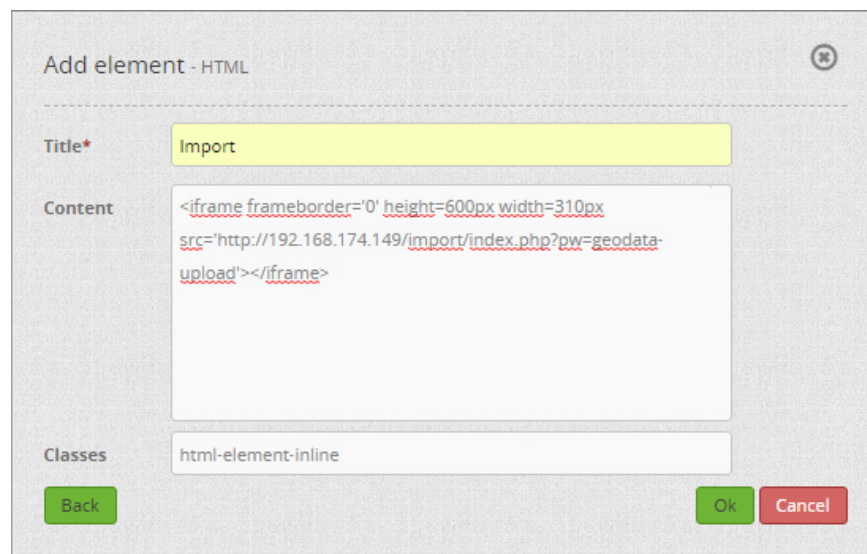 Add element - HTML
Title* Import
Content <iframe frameborder='0' height=600px width=310px
src='http://192.168.174.149/import/index.php?pw=geodata-
upload'></iframe>
Classes html-element-inline
Back Ok Cancel